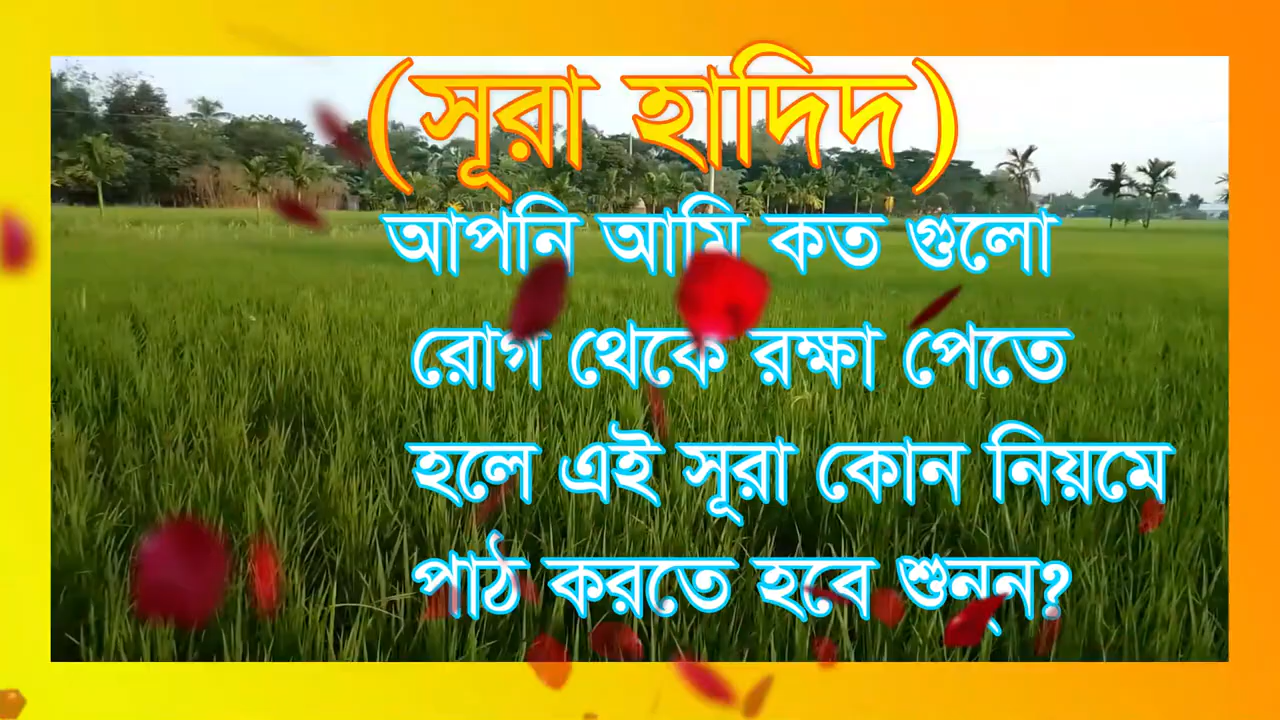 (সূরা হাদিদ)
আপনি আমি কত গুলো
রোগ থেকে রক্ষা পেতে
হলে এই সূরা কোন নিয়মে
পাঠ করতে হবে শুন্ন?